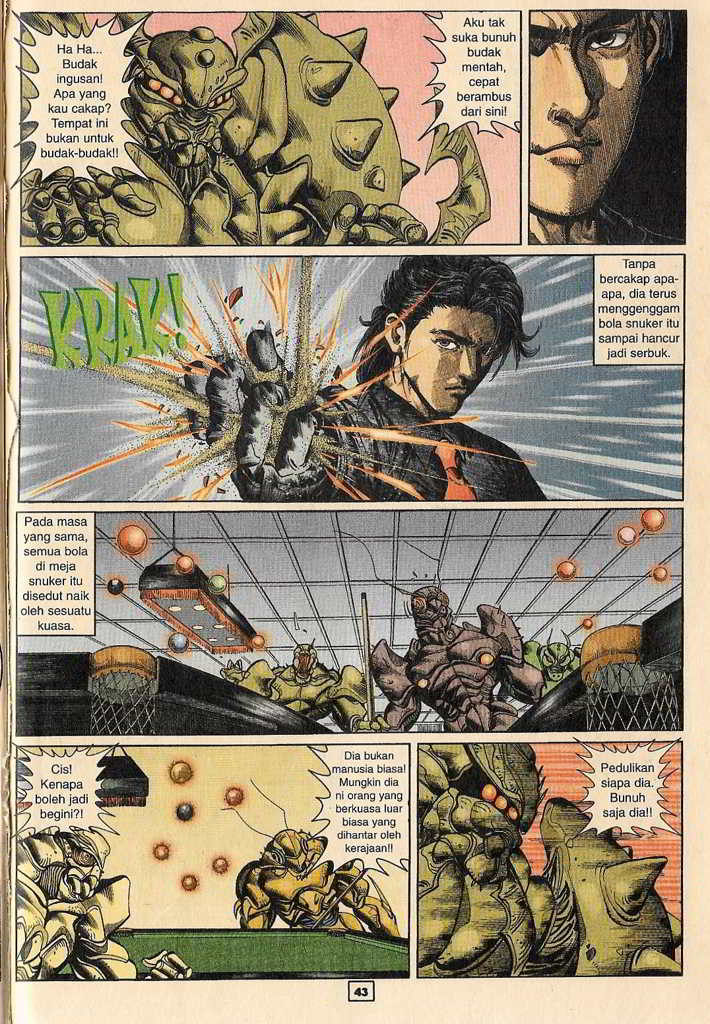 Ha Ha...
Budak
ingusan!
Apa yang
kau cakap?
Tempat ini
bukan untuk
budak-budak!!
Aku tak
suka bunuh
budak
mentah,
cepat
berambus
dari sini!
KRAK!
Tanpa
bercakap apa-
apa, dia terus
menggenggam
bola snuker itu
sampai hancur
jadi serbuk.
Pada masa
yang sama,
semua bola
di meja
snuker itu
disedut naik
oleh sesuatu
kuasa.
Cis!
Kenapa
boleh jadi
begini?!
Dia bukan
manusia biasa!
Mungkin dia
ni orang yang
berkuasa luar
biasa yang
dihantar oleh
kerajaan!!
Pedulikan
siapa dia.
Bunuh
saja dia!!
43